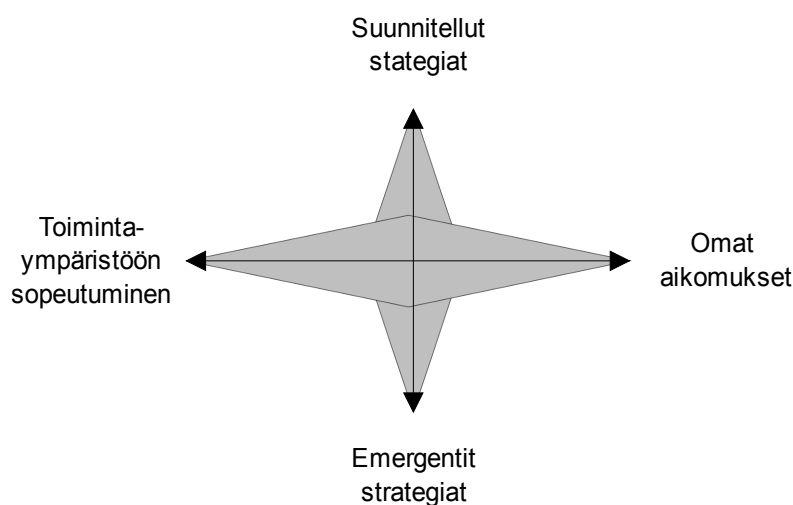 Suunnitellut
stategiat
Toiminta-
ympäristöön
sopeutuminen
Omat
aikomukset
Emergentit
strategiat